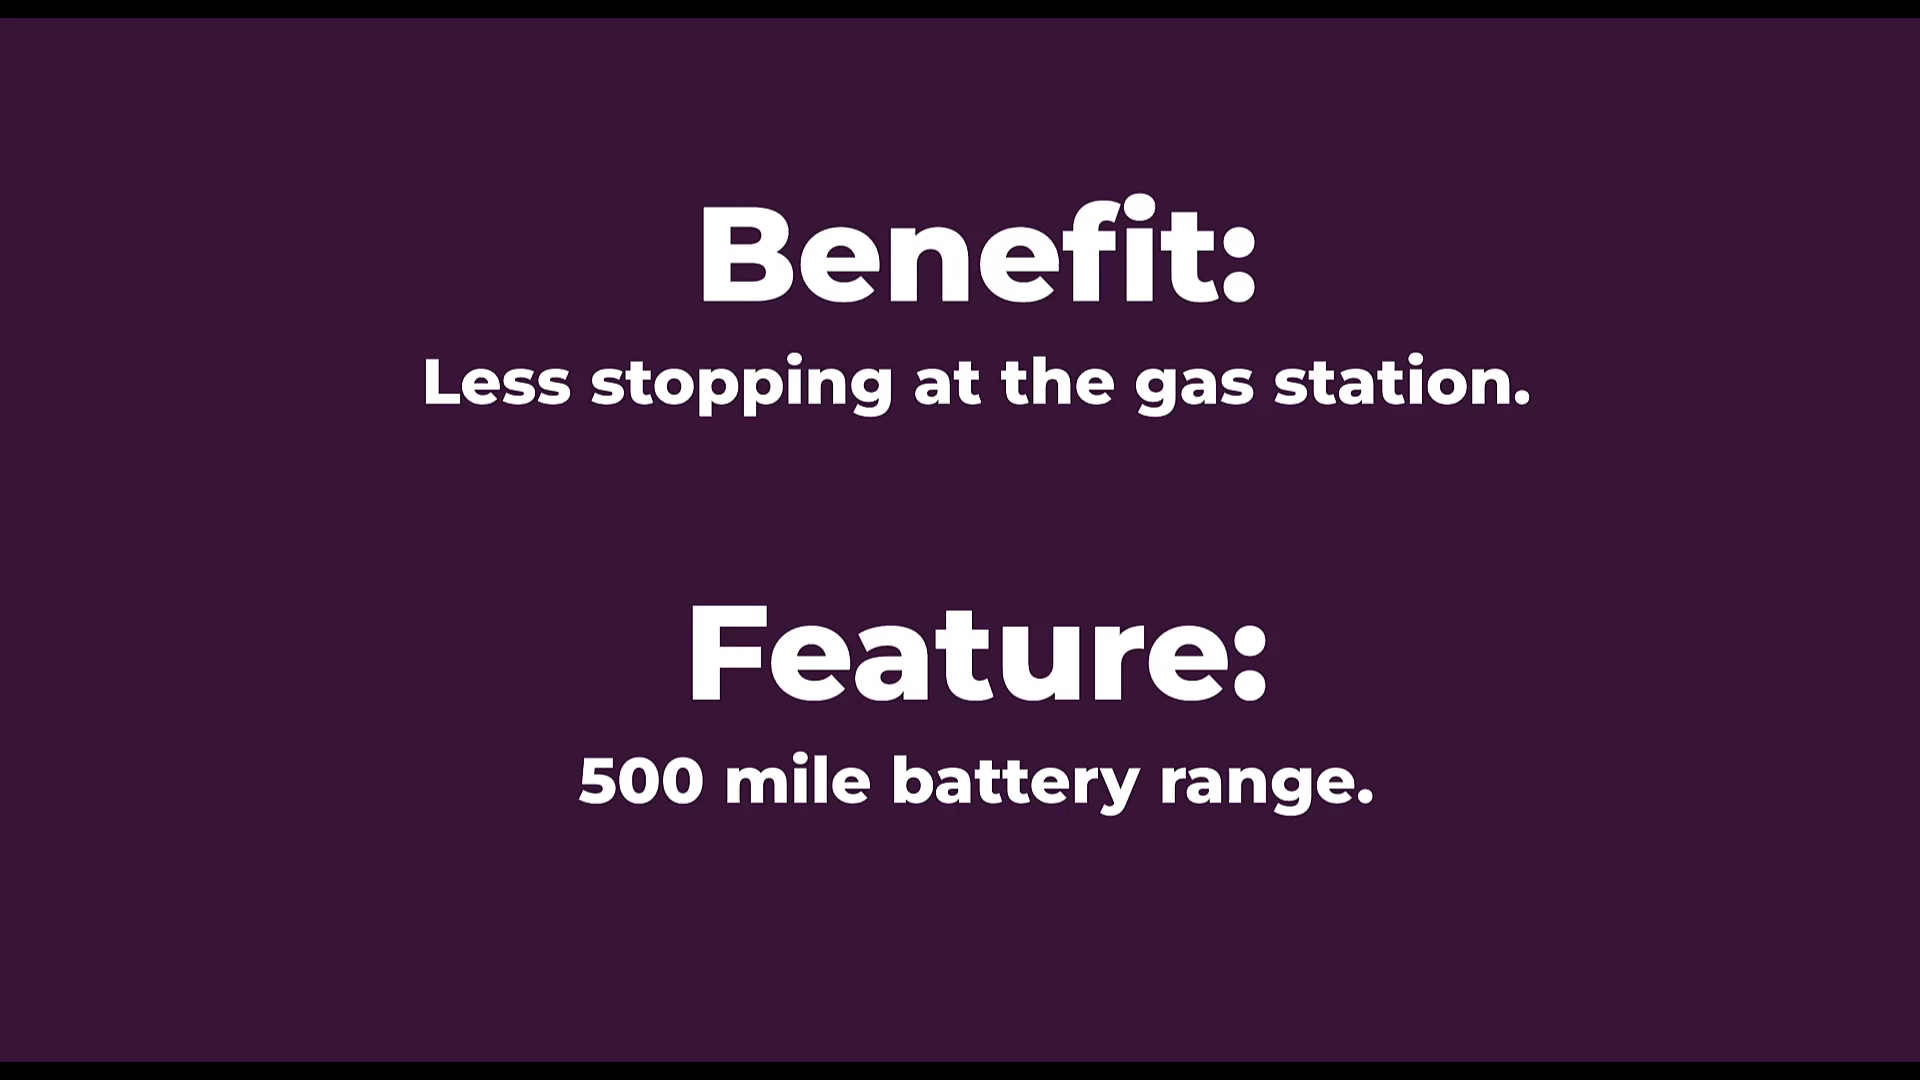 Benefit:
Less stopping at the gas station.
Feature:
500 mile battery range.